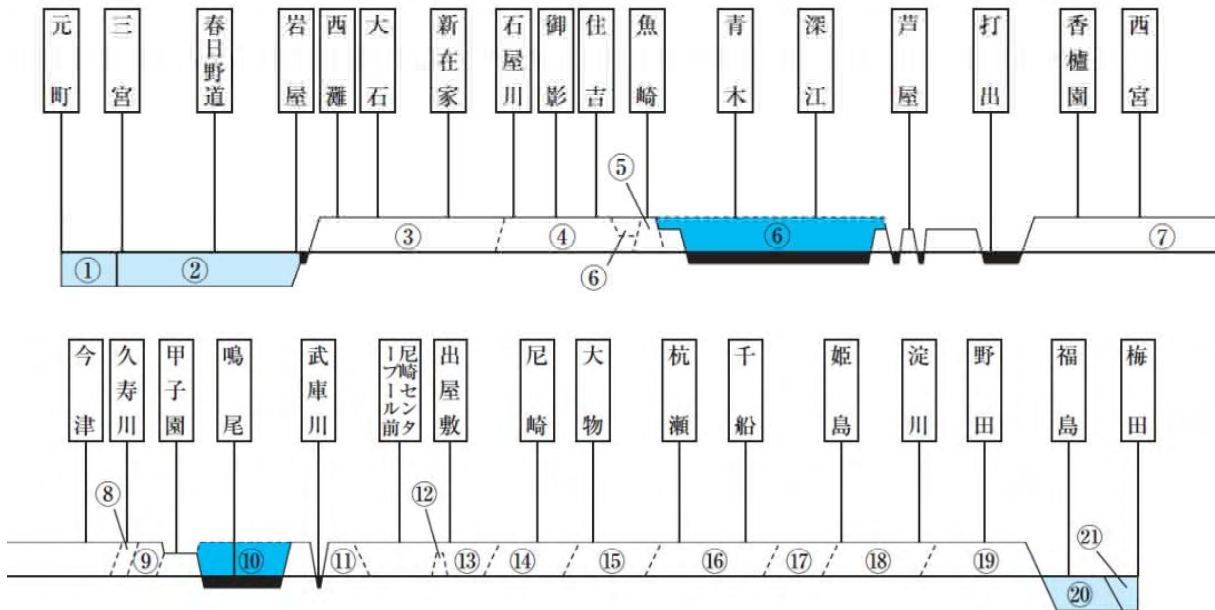 元町
三宮
春日野道
岩屋
西灘
大石
新在家
石屋川
御影
住吉
魚崎
青木
深江
芦屋
打出
香櫨園
西宮
⑤
③
④
⑥
⑥
⑦
①
②
今津
久寿川
甲子園
鳴尾
武庫川
尼崎センタ
ープール前
出屋敷
尼崎
大物
杭瀬
千船
姫島
淀川
野田
福島
梅田
⑧
⑫
㉑
⑨
⑩
⑪
⑬
⑭
⑮
⑯
⑰
⑱
⑲
⑳